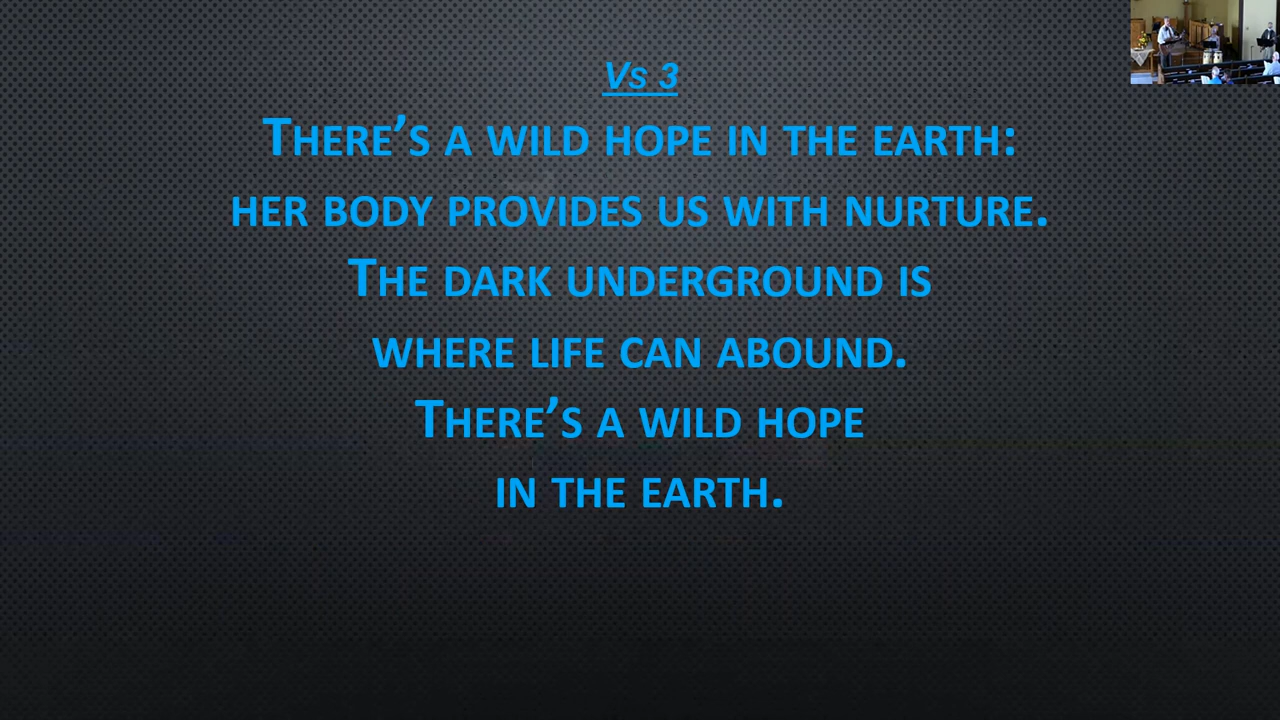 Vs 3
There’s a wild hope in the earth:
her body provides us with nurture.
The dark underground is
where life can abound.
There’s a wild hope
in the earth.